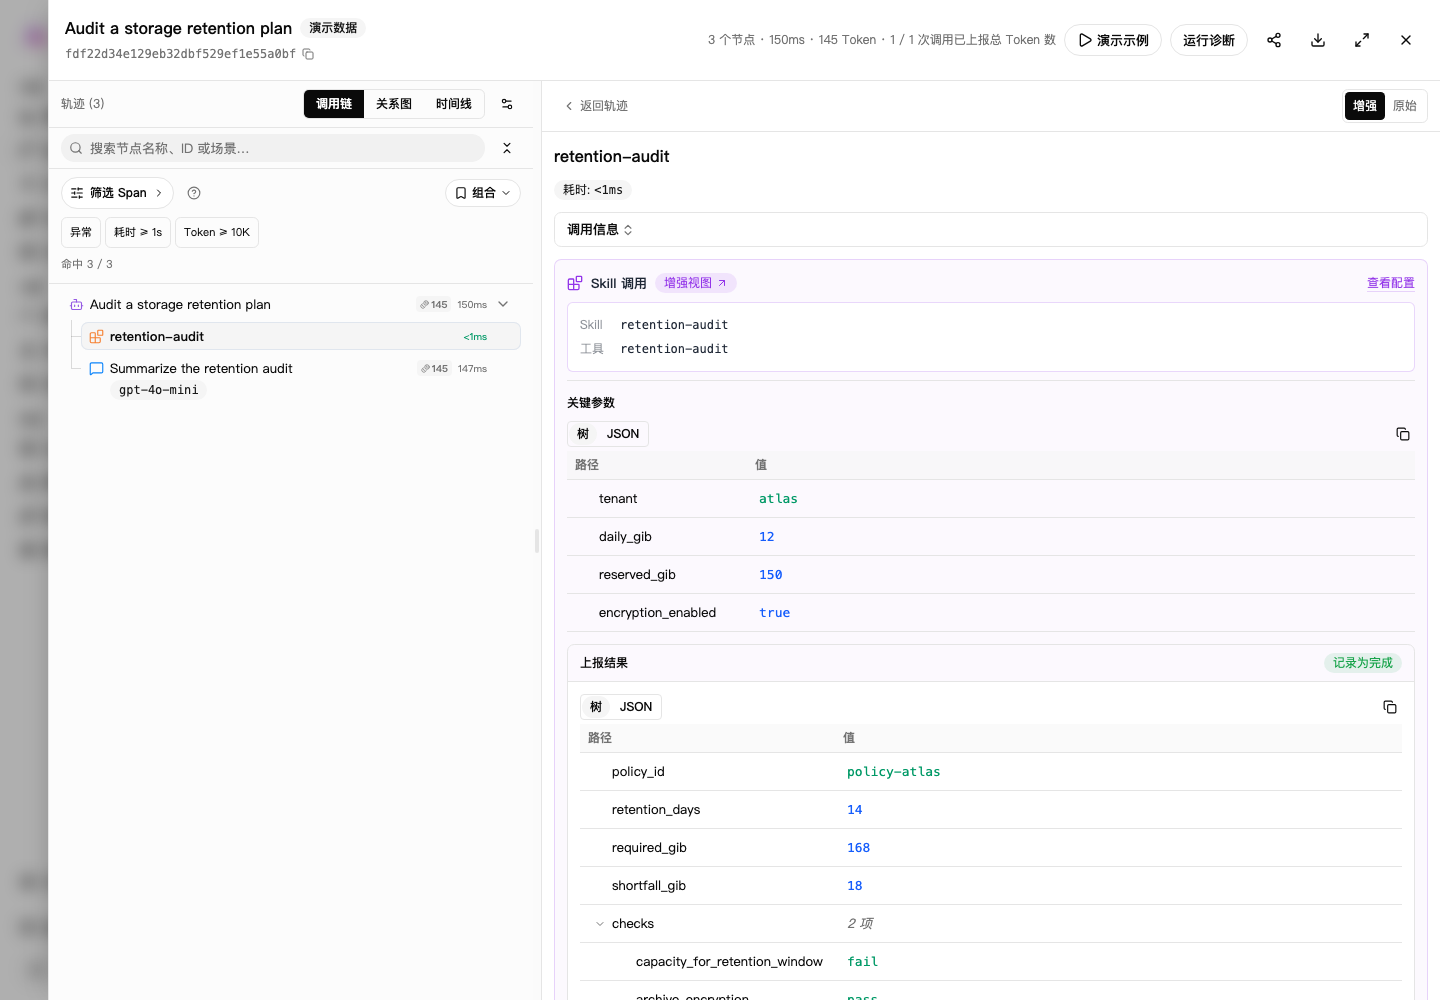 Audit a storage retention plan 演示数据
fdf22d34e129eb32dbf529ef1e55a0bf
3 个节点 · 150ms · 145 Token · 1 / 1 次调用已上报总 Token 数
演示示例
运行诊断
轨迹 (3)
调用链
关系图
时间线
搜索节点名称、ID 或场景...
筛选 Span
组合
异常
耗时 ≥ 1s
Token ≥ 10K
命中 3 / 3
Audit a storage retention plan 145 150ms
retention-audit <1ms
Summarize the retention audit 145 147ms
gpt-4o-mini
返回轨迹
增强
原始
retention-audit
耗时: <1ms
调用信息
Skill 调用 增强视图
查看配置
Skill retention-audit
工具 retention-audit
关键参数
树 JSON
路径 值
tenant atlas
daily_gib 12
reserved_gib 150
encryption_enabled true
上报结果
记录为完成
树 JSON
路径 值
policy_id policy-atlas
retention_days 14
required_gib 168
shortfall_gib 18
checks 2 项
capacity_for_retention_window fail
archive_encryption pass